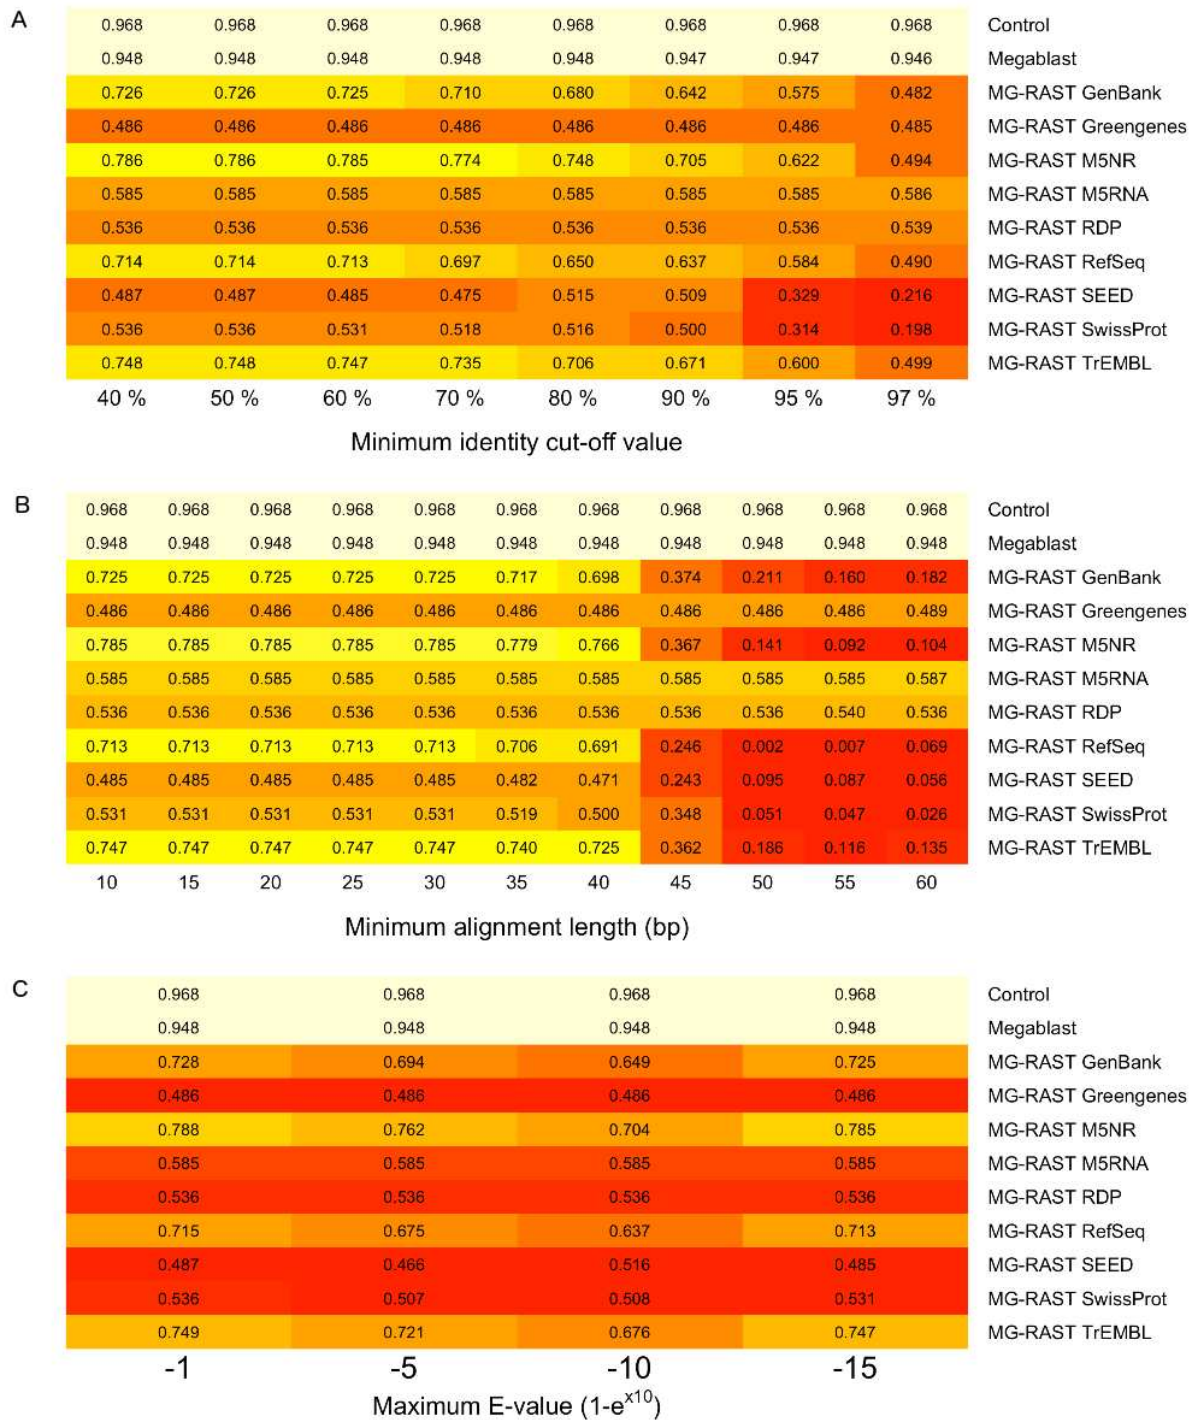 A
0.968 0.968 0.968 0.968 0.968 0.968 0.968 0.968 Control
0.948 0.948 0.948 0.948 0.948 0.947 0.947 0.946 Megablast
0.726 0.726 0.725 0.710 0.680 0.642 0.575 0.482 MG-RAST GenBank
0.486 0.486 0.486 0.486 0.486 0.486 0.486 0.485 MG-RAST Greengenes
0.786 0.786 0.785 0.774 0.748 0.705 0.622 0.494 MG-RAST M5NR
0.585 0.585 0.585 0.585 0.585 0.585 0.585 0.586 MG-RAST M5RNA
0.536 0.536 0.536 0.536 0.536 0.536 0.536 0.539 MG-RAST RDP
0.714 0.714 0.713 0.697 0.650 0.637 0.584 0.490 MG-RAST RefSeq
0.487 0.487 0.485 0.475 0.515 0.509 0.329 0.216 MG-RAST SEED
0.536 0.536 0.531 0.518 0.516 0.500 0.314 0.198 MG-RAST SwissProt
0.748 0.748 0.747 0.735 0.706 0.671 0.600 0.499 MG-RAST TrEMBL
40 % 50 % 60 % 70 % 80 % 90 % 95 % 97 %
Minimum identity cut-off value
B
0.968 0.968 0.968 0.968 0.968 0.968 0.968 0.968 0.968 0.968 0.968 Control
0.948 0.948 0.948 0.948 0.948 0.948 0.948 0.948 0.948 0.948 0.948 Megablast
0.725 0.725 0.725 0.725 0.725 0.717 0.698 0.374 0.211 0.160 0.182 MG-RAST GenBank
0.486 0.486 0.486 0.486 0.486 0.486 0.486 0.486 0.486 0.486 0.489 MG-RAST Greengenes
0.785 0.785 0.785 0.785 0.785 0.779 0.766 0.367 0.141 0.092 0.104 MG-RAST M5NR
0.585 0.585 0.585 0.585 0.585 0.585 0.585 0.585 0.585 0.585 0.587 MG-RAST M5RNA
0.536 0.536 0.536 0.536 0.536 0.536 0.536 0.536 0.536 0.540 0.536 MG-RAST RDP
0.713 0.713 0.713 0.713 0.713 0.706 0.691 0.246 0.002 0.007 0.069 MG-RAST RefSeq
0.485 0.485 0.485 0.485 0.485 0.482 0.471 0.243 0.095 0.087 0.056 MG-RAST SEED
0.531 0.531 0.531 0.531 0.531 0.519 0.500 0.348 0.051 0.047 0.026 MG-RAST SwissProt
0.747 0.747 0.747 0.747 0.747 0.740 0.725 0.362 0.186 0.116 0.135 MG-RAST TrEMBL
10 15 20 25 30 35 40 45 50 55 60
Minimum alignment length (bp)
C
0.968 0.968 0.968 0.968 Control
0.948 0.948 0.948 0.948 Megablast
0.728 0.694 0.649 0.725 MG-RAST GenBank
0.486 0.486 0.486 0.486 MG-RAST Greengenes
0.788 0.762 0.704 0.785 MG-RAST M5NR
0.585 0.585 0.585 0.585 MG-RAST M5RNA
0.536 0.536 0.536 0.536 MG-RAST RDP
0.715 0.675 0.637 0.713 MG-RAST RefSeq
0.487 0.466 0.516 0.485 MG-RAST SEED
0.536 0.507 0.508 0.531 MG-RAST SwissProt
0.749 0.721 0.676 0.747 MG-RAST TrEMBL
-1 -5 -10 -15
Maximum E-value (1-e^x10)